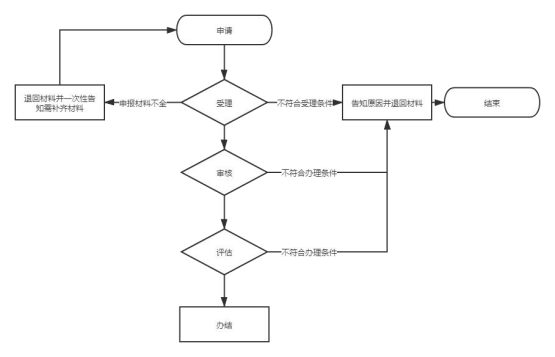 申请
退回材料并一次性告
知需补齐材料
申报材料不全
受理
不符合受理条件
告知原因并退回材料
结束
审核
不符合办理条件
评估
不符合办理条件
办结